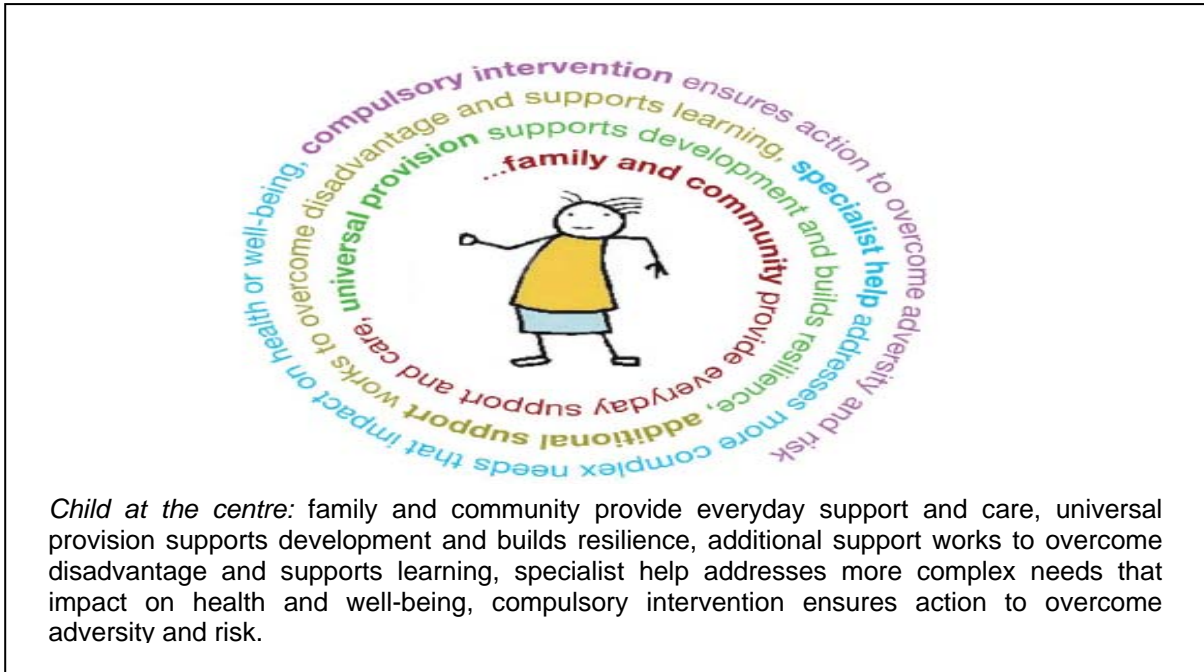 ...family and community provide everyday support and care, universal provision supports development and builds resilience, additional support works to overcome disadvantage and supports learning, specialist help addresses more complex needs that impact on health or well-being, compulsory intervention ensures action to overcome adversity and risk
Child at the centre: family and community provide everyday support and care, universal
provision supports development and builds resilience, additional support works to overcome
disadvantage and supports learning, specialist help addresses more complex needs that
impact on health and well-being, compulsory intervention ensures action to overcome
adversity and risk.